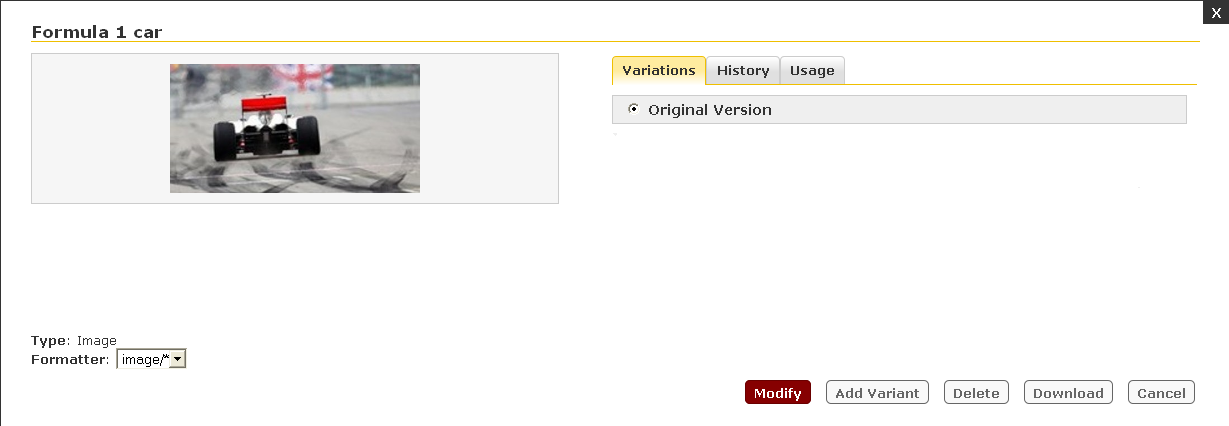 X
Formula 1 car
Variations History Usage
Original Version
Type: Image
Formatter: image/*
Modify Add Variant Delete Download Cancel